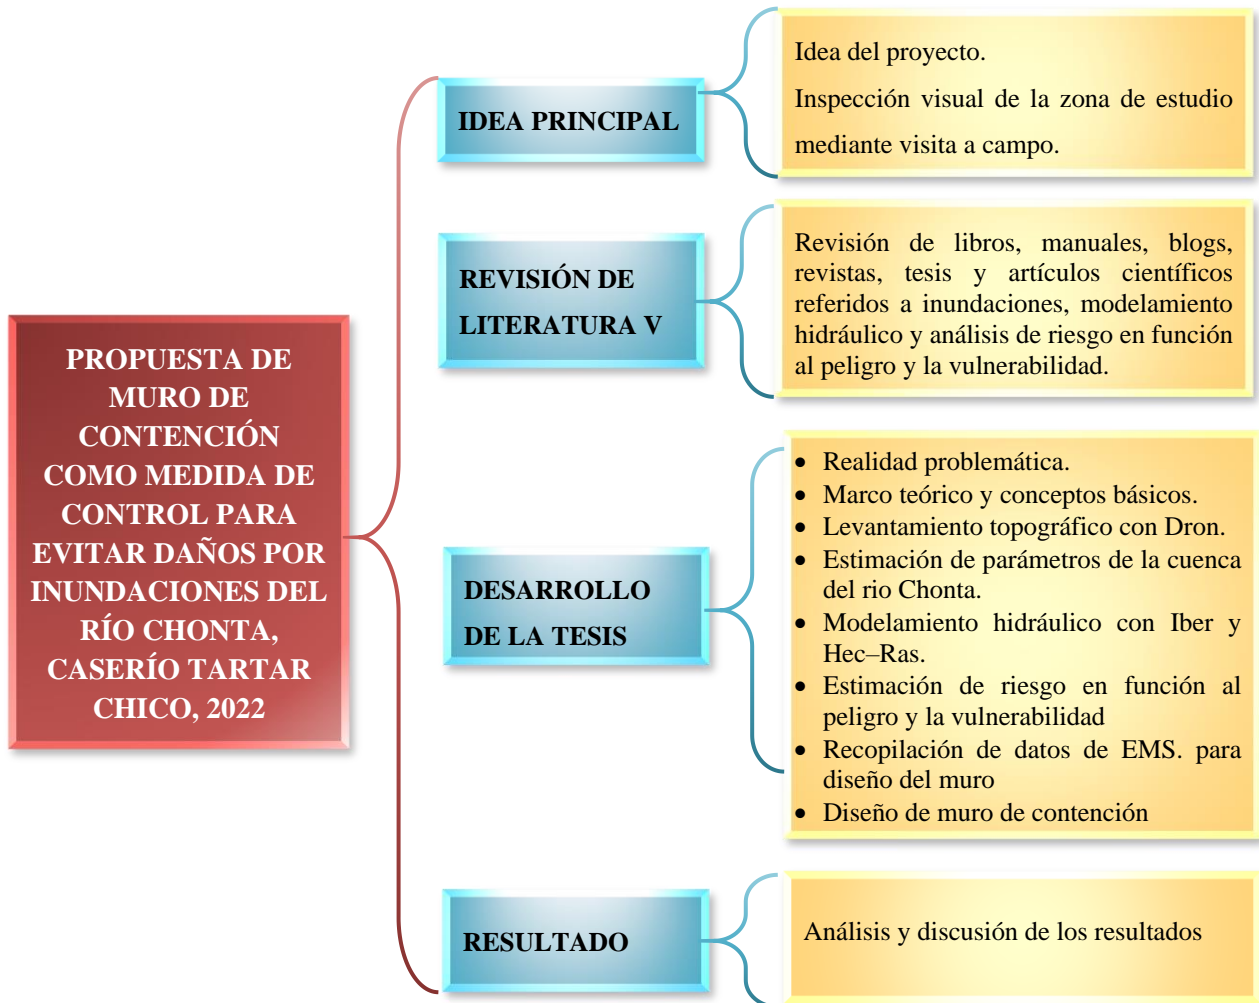 PROPUESTA DE
MURO DE
CONTENCIÓN
COMO MEDIDA DE
CONTROL PARA
EVITAR DAÑOS POR
INUNDACIONES DEL
RÍO CHONTA,
CASERÍO TARTAR
CHICO, 2022
IDEA PRINCIPAL
Idea del proyecto.
Inspección visual de la zona de estudio
mediante visita a campo.
REVISIÓN DE
LITERATURA V
Revisión de libros, manuales, blogs,
revistas, tesis y artículos científicos
referidos a inundaciones, modelamiento
hidráulico y análisis de riesgo en función
al peligro y la vulnerabilidad.
DESARROLLO
DE LA TESIS
• Realidad problemática.
• Marco teórico y conceptos básicos.
• Levantamiento topográfico con Dron.
• Estimación de parámetros de la cuenca
del rio Chonta.
• Modelamiento hidráulico con Iber y
Hec–Ras.
• Estimación de riesgo en función al
peligro y la vulnerabilidad
• Recopilación de datos de EMS. para
diseño del muro
• Diseño de muro de contención
RESULTADO
Análisis y discusión de los resultados